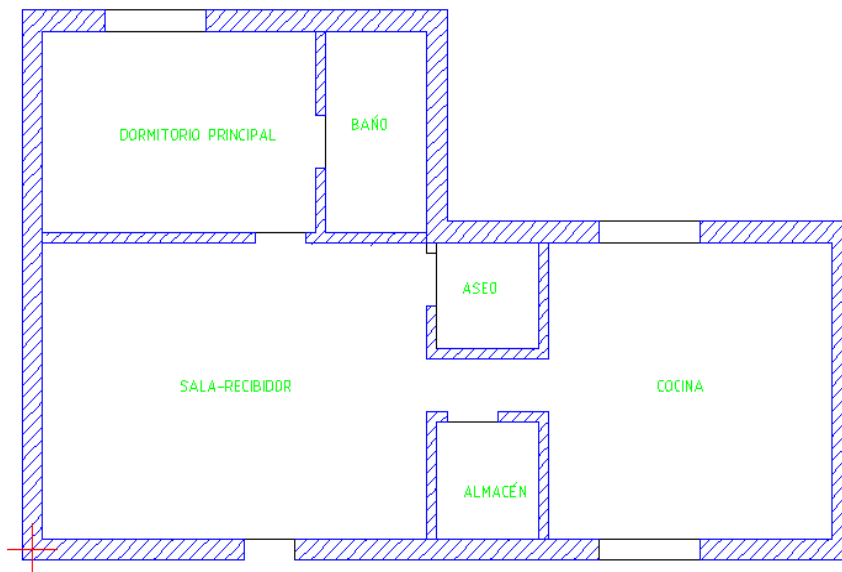 DORMITORIO PRINCIPAL
BAÑO
ASEO
SALA-RECIBIDOR
COCINA
ALMACÉN